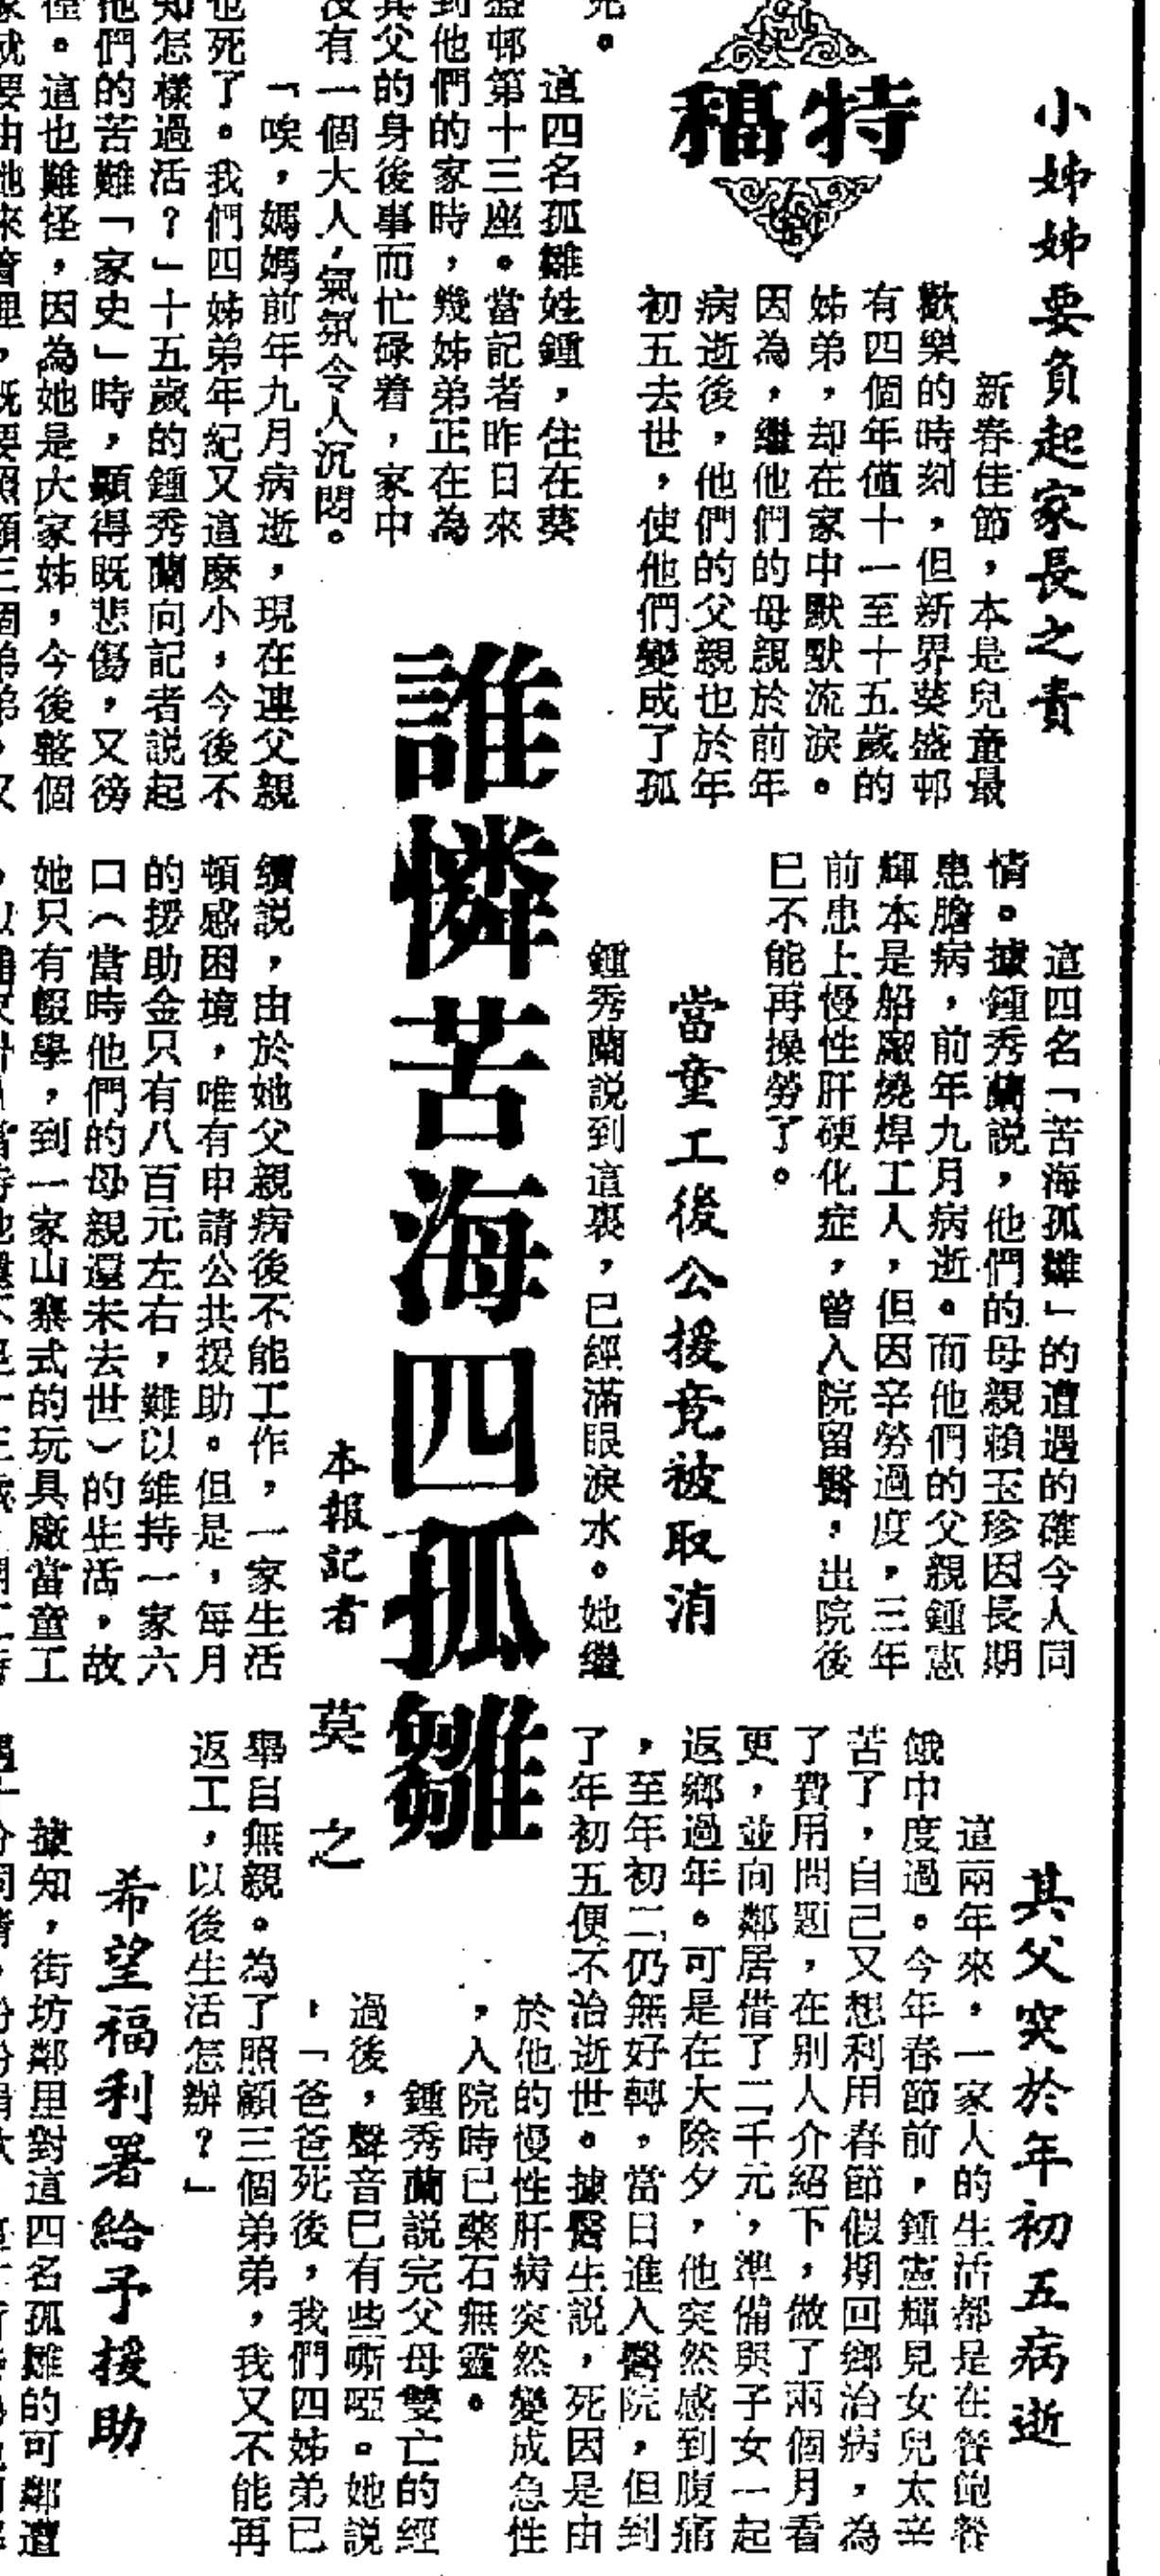 小姊姊要負起家長之責
特稿
新春佳節，本是兒童最
歡樂的時刻，但新界葵盛邨
有四個年僅十一至十五歲的
姊弟，却在家中默默流淚。
因為，繼他們的母親於前年
病逝後，他們的父親也於年
初五去世，使他們變成了孤
。
這四名孤雛姓鍾，住在葵
盛邨第十三座。當記者昨日來
到他們的家時，幾姊弟正在為
其父的身後事而忙碌着，家中
沒有一個大人，氣氛令人沉悶。
「唉，媽媽前年九月病逝，現在連父親
也死了。我們四姊弟年紀又這麽小，今後不
知怎樣過活？」十五歲的鍾秀蘭向記者説起
他們的苦難「家史」時，顯得既悲傷，又徬
徨。這也難怪，因為她是大家姊，今後整個
家就要由她來管理，既要照顧三個弟弟，又
誰憐苦海四孤雛
本報記者 莫之
這四名「苦海孤雛」的遭遇的確令人同
情。據鍾秀蘭説，他們的母親賴玉珍因長期
患膽病，前年九月病逝。而他們的父親鍾憲
輝本是船廠燒焊工人，但因辛勞過度，三年
前患上慢性肝硬化症，曾入院留醫，出院後
已不能再操勞了。
當童工後公援竟被取消
鍾秀蘭説到這裏，已經滿眼淚水。她繼
續説，由於她父親病後不能工作，一家生活
頓感困境，唯有申請公共援助。但是，每月
的援助金只有八百元左右，難以維持一家六
口（當時他們的母親還未去世）的生活，故
她只有輟學，到一家山寨式的玩具廠當童工
其父突於年初五病逝
這兩年來，一家人的生活都是在餐飽餐
餓中度過。今年春節前，鍾憲輝見女兒太辛
苦了，自己又想利用春節假期回鄉治病，為
了費用問題，在别人介紹下，做了兩個月看
更，並向鄰居借了二千元，準備與子女一起
返鄉過年。可是在大除夕，他突然感到腹痛
，至年初二仍無好轉，當日進入醫院，但到
了年初五便不治逝世。據醫生説，死因是由
於他的慢性肝病突然變成急性
，入院時已藥石無靈。
鍾秀蘭説完父母雙亡的經
過後，聲音已有些嘶啞。她説
，「爸爸死後，我們四姊弟已
舉目無親。為了照顧三個弟弟，我又不能再
返工，以後生活怎辦？」
希望福利署給予援助
據知，街坊鄰里對這四名孤雛的可鄰遭